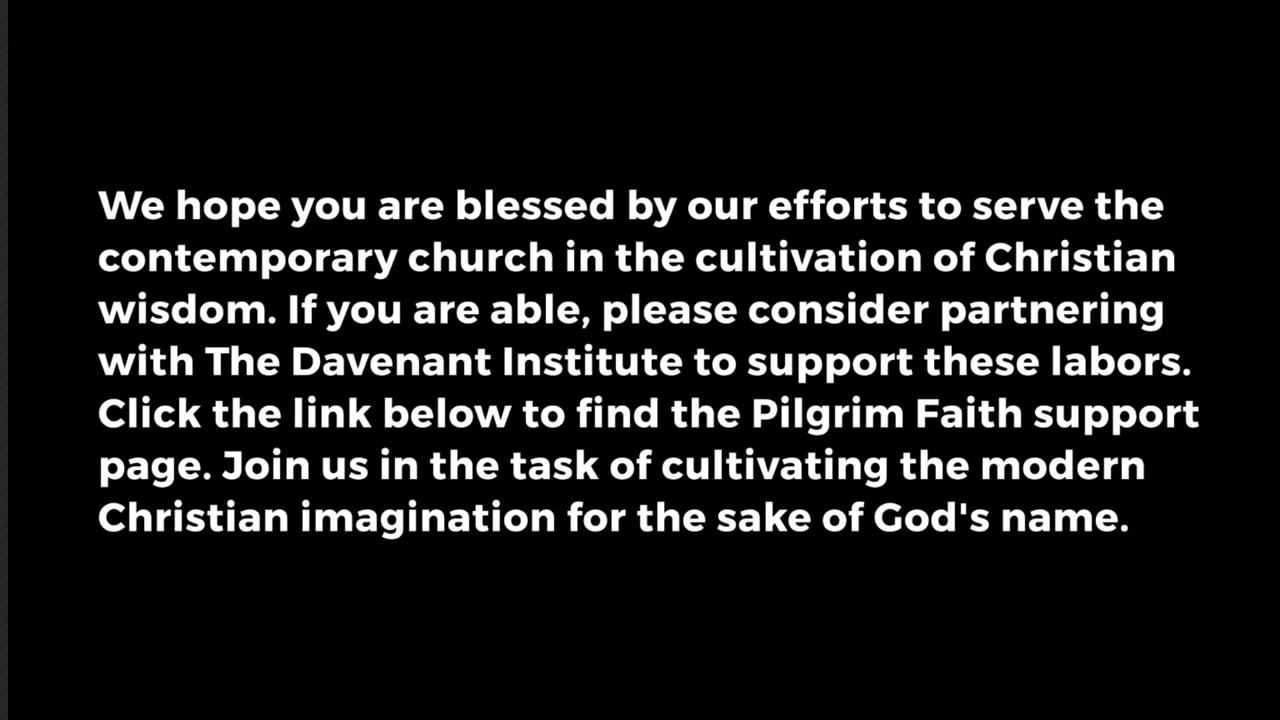 We hope you are blessed by our efforts to serve the
contemporary church in the cultivation of Christian
wisdom. If you are able, please consider partnering
with The Davenant Institute to support these labors.
Click the link below to find the Pilgrim Faith support
page. Join us in the task of cultivating the modern
Christian imagination for the sake of God's name.